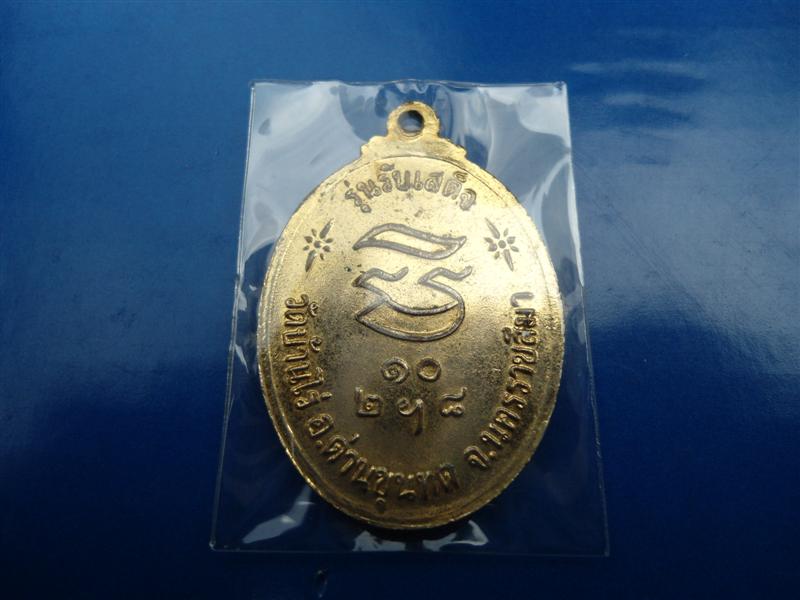 รุ่นรับเสด็จ
๑๐
๒ ๘
วัดบ้านไร่ อ.ด่านขุนทด จ.นครราชสีมา